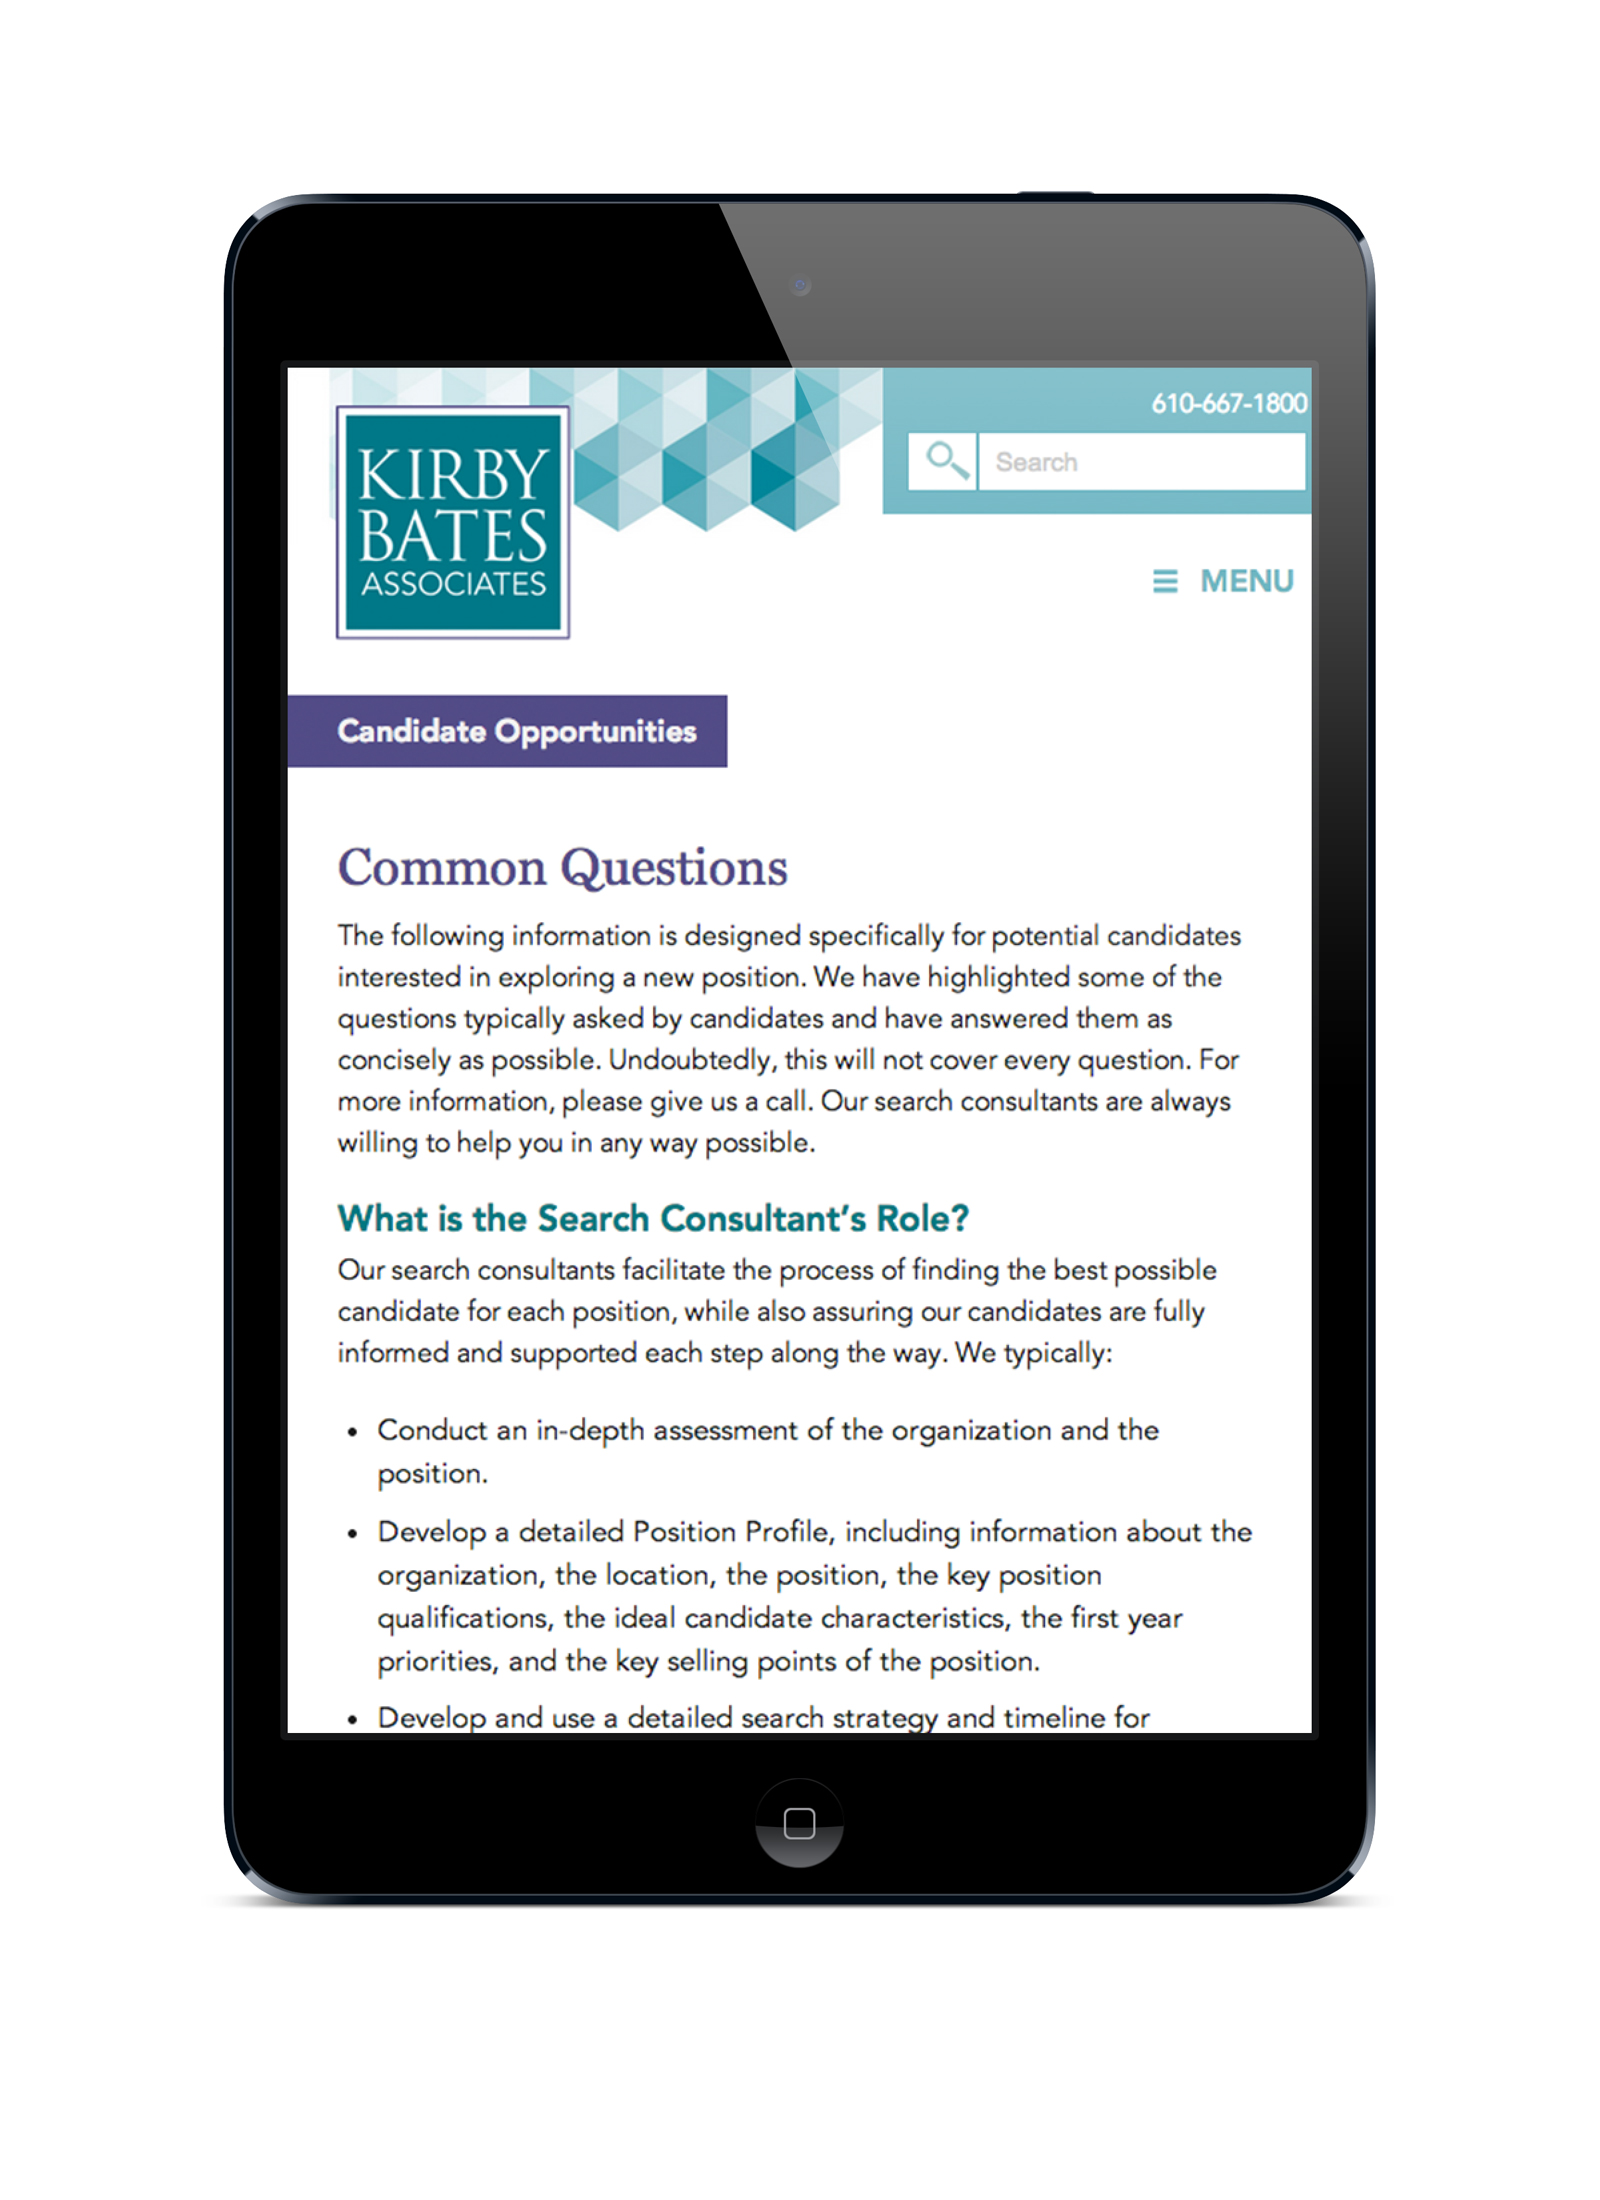 610-667-1800
Search
KIRBY
BATES
ASSOCIATES
MENU
Candidate Opportunities
Common Questions
The following information is designed specifically for potential candidates
interested in exploring a new position. We have highlighted some of the
questions typically asked by candidates and have answered them as
concisely as possible. Undoubtedly, this will not cover every question. For
more information, please give us a call. Our search consultants are always
willing to help you in any way possible.
What is the Search Consultant’s Role?
Our search consultants facilitate the process of finding the best possible
candidate for each position, while also assuring our candidates are fully
informed and supported each step along the way. We typically:
• Conduct an in-depth assessment of the organization and the
position.
• Develop a detailed Position Profile, including information about the
organization, the location, the position, the key position
qualifications, the ideal candidate characteristics, the first year
priorities, and the key selling points of the position.
• Develop and use a detailed search strategy and timeline for